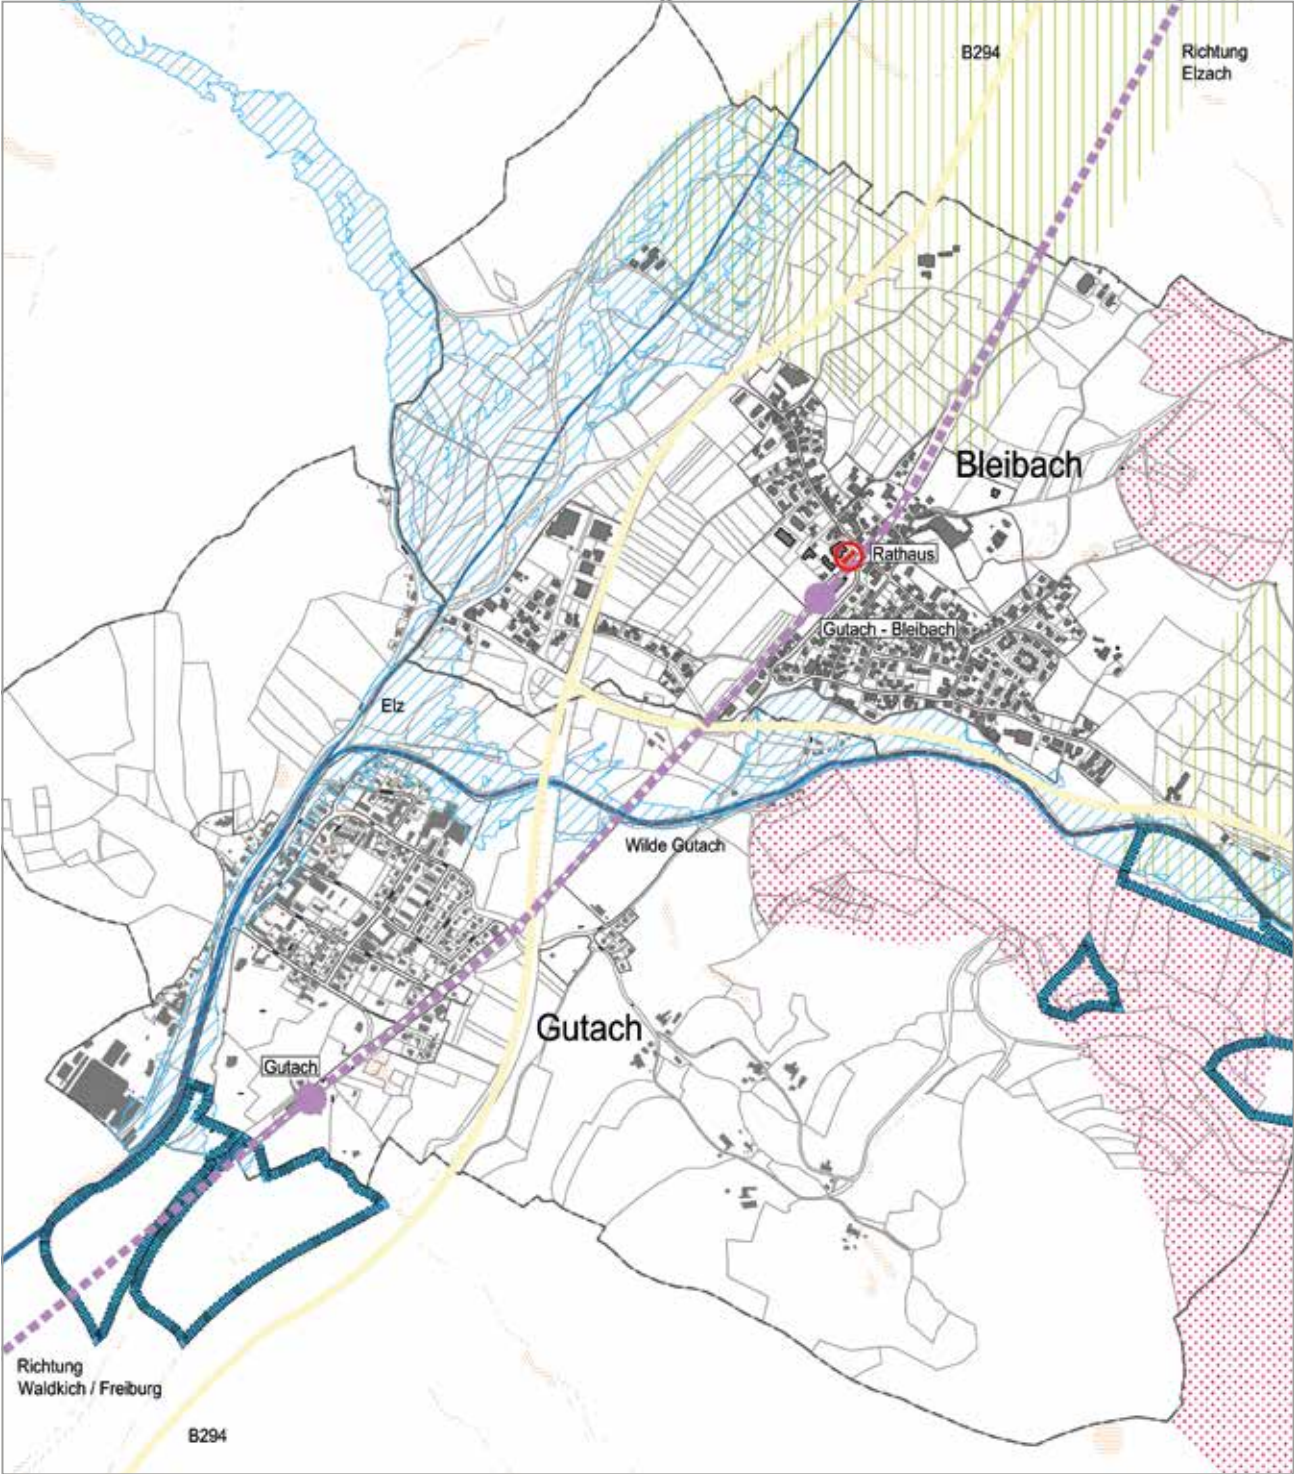 B294
Richtung
Elzach
Bleibach
Rathaus
Gutach - Bleibach
Elz
Wilde Gutach
Gutach
Gutach
Richtung
Waldkich / Freiburg
B294